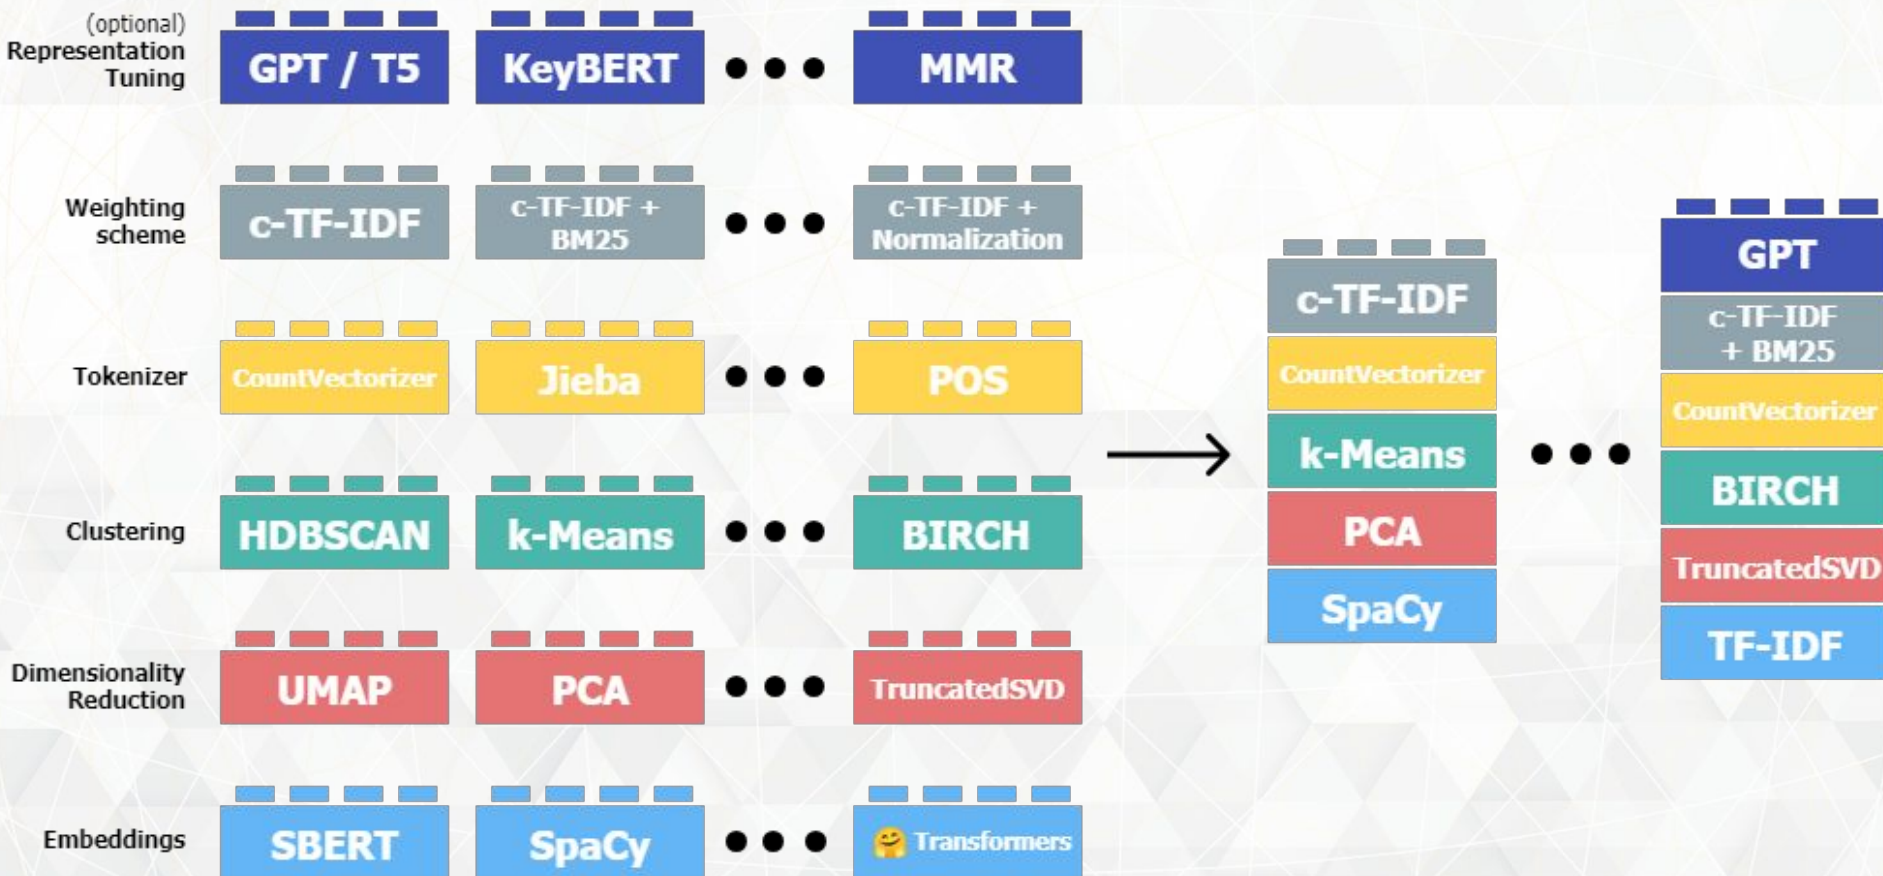 (optional)
Representation
Tuning
GPT / T5
KeyBERT
MMR
Weighting
scheme
c-TF-IDF
c-TF-IDF +
BM25
c-TF-IDF +
Normalization
Tokenizer
CountVectorizer
Jieba
POS
Clustering
HDBSCAN
k-Means
BIRCH
Dimensionality
Reduction
UMAP
PCA
TruncatedSVD
Embeddings
SBERT
SpaCy
🤗 Transformers
c-TF-IDF
CountVectorizer
k-Means
PCA
SpaCy
GPT
c-TF-IDF
+ BM25
CountVectorizer
BIRCH
TruncatedSVD
TF-IDF